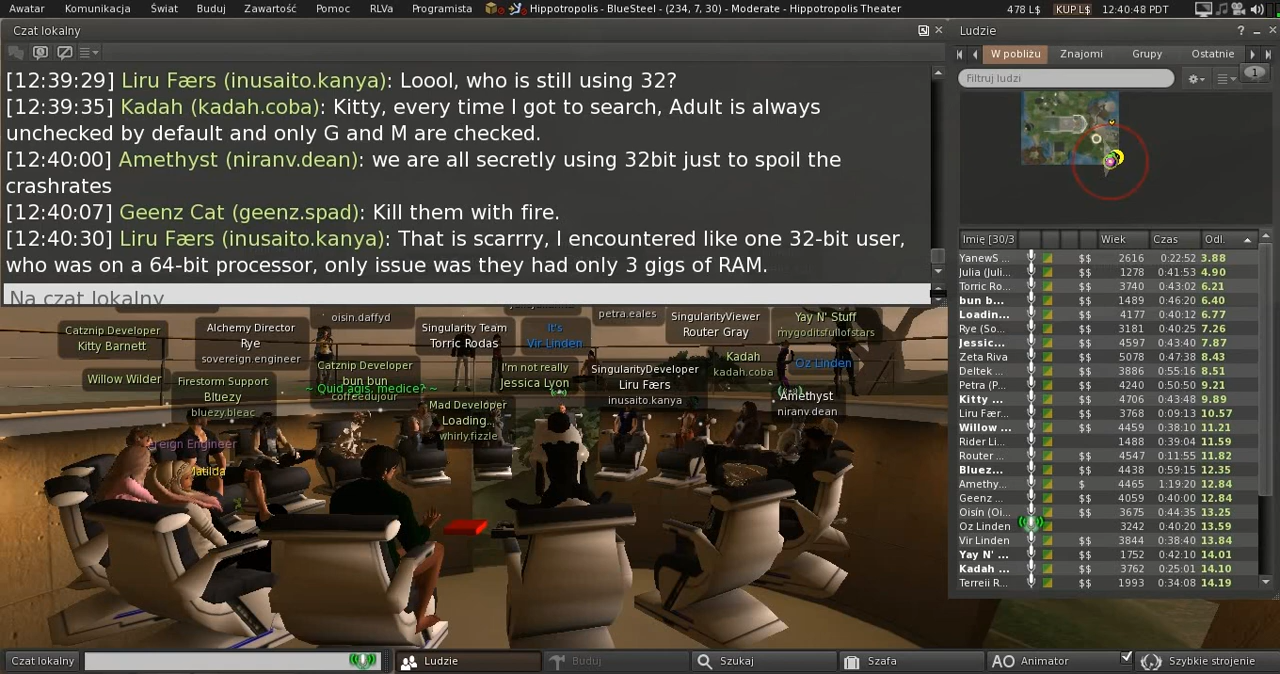 Awatar Komunikacja Świat Buduj Zawartość Pomoc RLVa Programista Hippotropolis - BlueSteel - (234, 7, 30) - Moderate - Hippotropolis Theater 478 L$ KUP L$ 12:40:48 PDT
Czat lokalny
[12:39:29] Liru Færs (inusaito.kanya): Loool, who is still using 32?
[12:39:35] Kadah (kadah.coba): Kitty, every time I got to search, Adult is always
unchecked by default and only G and M are checked.
[12:40:00] Amethyst (niranv.dean): we are all secretly using 32bit just to spoil the
crashrates
[12:40:07] Geenz Cat (geenz.spad): Kill them with fire.
[12:40:30] Liru Færs (inusaito.kanya): That is scarrry, I encountered like one 32-bit user,
who was on a 64-bit processor, only issue was they had only 3 gigs of RAM.
Na czat lokalny
Ludzie
W pobliżu Znajomi Grupy Ostatnie
Filtruj ludzi
1
Imię [30/3 Wiek Czas Odl.
YanewS ... $$ 2616 0:22:52 3.88
Julia (Juli... $$ 1278 0:41:53 4.90
Torric Ro... $$ 3740 0:43:02 6.21
bun b... $$ 1489 0:46:20 6.40
Loadin... $$ 4177 0:40:12 6.77
Rye (So... $$ 3181 0:40:25 7.26
Jessic... $$ 4597 0:43:40 7.87
Zeta Riva $$ 5078 0:47:38 8.43
Deltek ... $$ 3886 0:55:16 8.51
Petra (P... $$ 4240 0:50:50 9.21
Kitty ... $$ 4706 0:43:48 9.89
Liru Fær... $$ 3768 0:09:13 10.57
Willow ... $$ 4459 0:38:10 11.21
Rider Li... 1488 0:39:04 11.59
Router ... $$ 4547 0:11:55 11.82
Bluez... $$ 4438 0:59:15 12.35
Amethy... $ 4465 1:19:20 12.84
Geenz ... $$ 4059 0:40:00 12.84
Oisín (Oi... $$ 3675 0:44:35 13.25
Oz Linden 3242 0:40:20 13.59
Vir Linden $$ 3844 0:38:40 13.84
Yay N' ... $$ 1752 0:42:10 14.01
Kadah ... $$ 3762 0:25:01 14.10
Terreii R... $$ 1993 0:34:08 14.19
oisin.daffyd
petra.eales
Catznip Developer
Kitty Barnett
Alchemy Director
Rye
sovereign.engineer
Singularity Team
Torric Rodas
It's
Vir-Linden
SingularityViewer
Router Gray
Yay N' Stuff
mygoditsfullofstars
Willow Wilder
Firestorm Support
Bluezy
bluezy.bleac
Catznip Developer
bun bun
coffeedujour
~ Quid agis, medice? ~
I'm not really
Jessica Lyon
SingularityDeveloper
Liru Færs
inusaito.kanya
Kadah
kadah.coba
Oz Linden
Amethyst
niranv.dean
Mad Developer
Loading...
whirly.fizzle
reign Engineer
Matilda
Czat lokalny Ludzie Buduj Szukaj Szafa AO Animator Szybkie strojenie